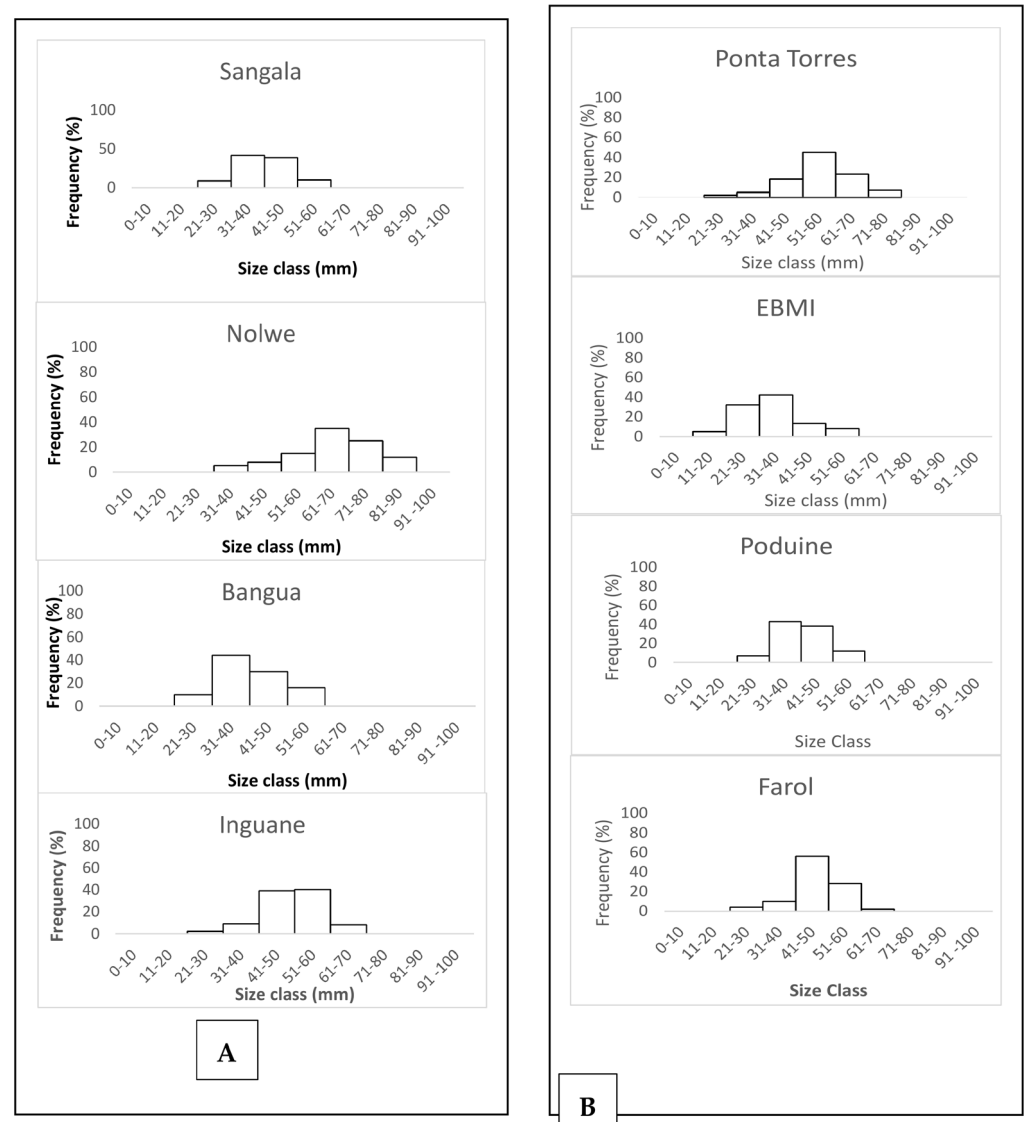 Sangala
Frequency (%)
100
50
0
0-10 11-20 21-30 31-40 41-50 51-60 61-70 71-80 81-90 91 -100
Size class (mm)
Nolwe
Frequency (%)
100
80
60
40
20
0
0-10 11-20 21-30 31-40 41-50 51-60 61-70 71-80 81-90 91 -100
Size class (mm)
Bangua
Frequency (%)
100
80
60
40
20
0
0-10 11-20 21-30 31-40 41-50 51-60 61-70 71-80 81-90 91 -100
Size class (mm)
Inguane
Frequency (%)
100
80
60
40
20
0
0-10 11-20 21-30 31-40 41-50 51-60 61-70 71-80 81-90 91 -100
Size class (mm)
A
Ponta Torres
Frequency (%)
100
80
60
40
20
0
0-10 11-20 21-30 31-40 41-50 51-60 61-70 71-80 81-90 91 -100
Size class (mm)
EBMI
Frequency (%)
100
80
60
40
20
0
0-10 11-20 21-30 31-40 41-50 51-60 61-70 71-80 81-90 91 -100
Size class (mm)
Poduine
Frequency (%)
100
80
60
40
20
0
0-10 11-20 21-30 31-40 41-50 51-60 61-70 71-80 81-90 91 -100
Size Class
Farol
Frequency (%)
100
80
60
40
20
0
0-10 11-20 21-30 31-40 41-50 51-60 61-70 71-80 81-90 91 -100
Size Class
B